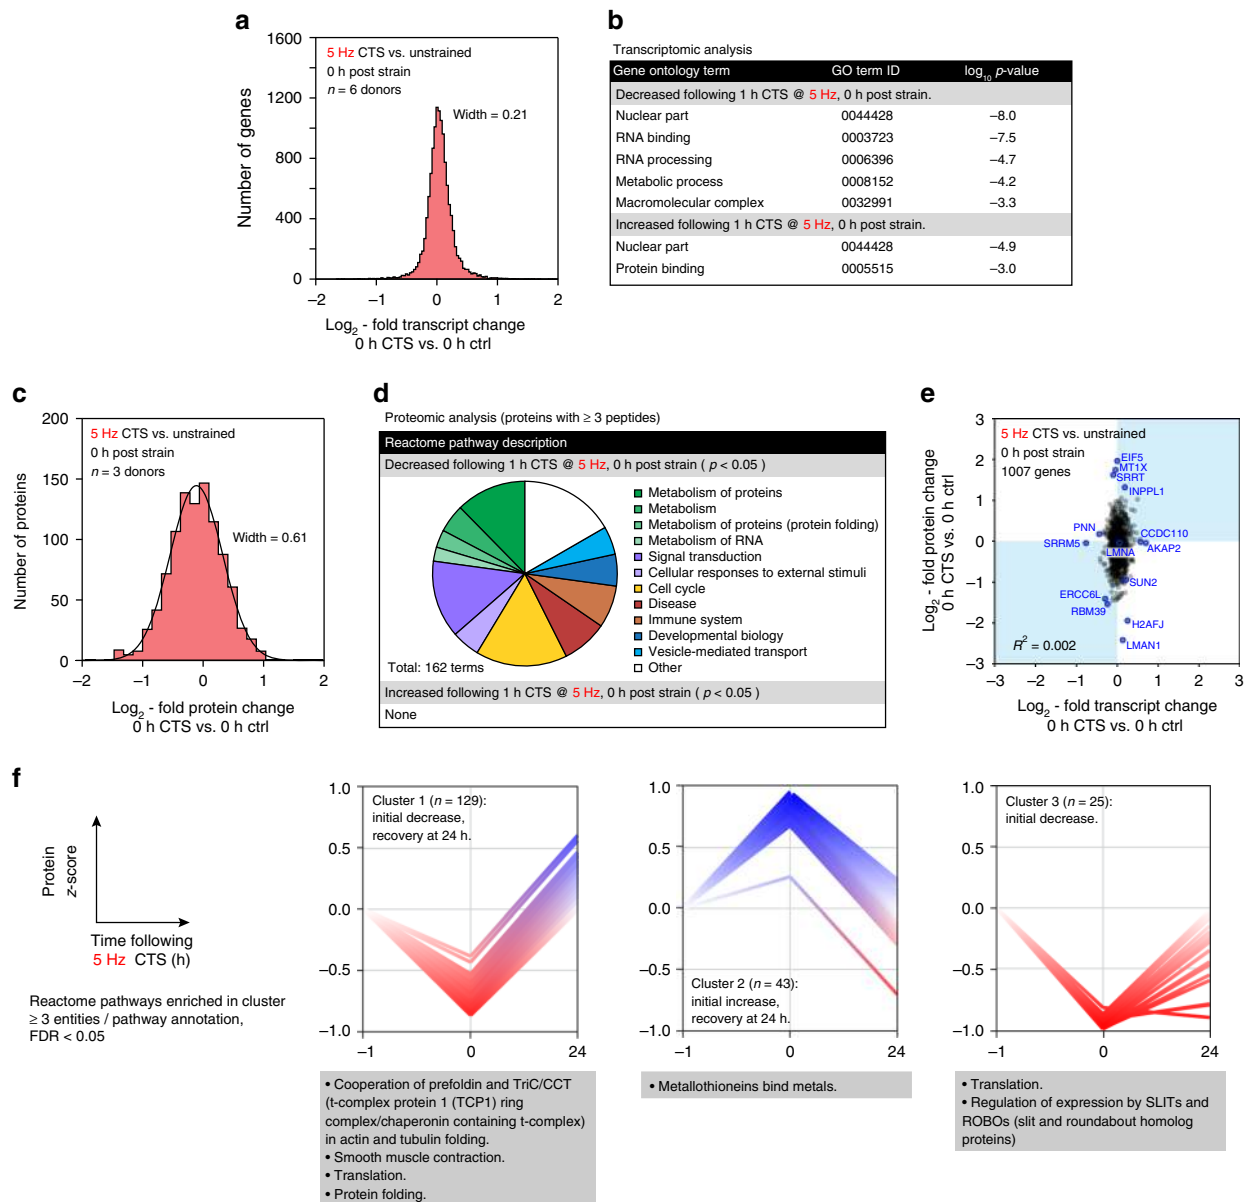 a
1600
1200
800
400
0
Number of genes
5 Hz CTS vs. unstrained
0 h post strain
n = 6 donors
Width = 0.21
−2 −1 0 1 2
Log2 - fold transcript change
0 h CTS vs. 0 h ctrl
b
Transcriptomic analysis
Gene ontology term GO term ID log10 p-value
Decreased following 1 h CTS @ 5 Hz, 0 h post strain.
Nuclear part 0044428 −8.0
RNA binding 0003723 −7.5
RNA processing 0006396 −4.7
Metabolic process 0008152 −4.2
Macromolecular complex 0032991 −3.3
Increased following 1 h CTS @ 5 Hz, 0 h post strain.
Nuclear part 0044428 −4.9
Protein binding 0005515 −3.0
c
200
150
100
50
0
Number of proteins
5 Hz CTS vs. unstrained
0 h post strain
n = 3 donors
Width = 0.61
−2 −1 0 1 2
Log2 - fold protein change
0 h CTS vs. 0 h ctrl
d
Proteomic analysis (proteins with ≥ 3 peptides)
Reactome pathway description
Decreased following 1 h CTS @ 5 Hz, 0 h post strain ( p < 0.05 )
Metabolism of proteins
Metabolism
Metabolism of proteins (protein folding)
Metabolism of RNA
Signal transduction
Cellular responses to external stimuli
Cell cycle
Disease
Immune system
Developmental biology
Vesicle-mediated transport
Other
Total: 162 terms
Increased following 1 h CTS @ 5 Hz, 0 h post strain ( p < 0.05 )
None
e
3
2
1
0
−1
−2
−3
Log2 - fold protein change
0 h CTS vs. 0 h ctrl
5 Hz CTS vs. unstrained
0 h post strain
1007 genes
EIF5
MT1X
SRRT
INPPL1
PNN
CCDC110
SRRM5
LMNA
AKAP2
SUN2
ERCC6L
RBM39
H2AFJ
LMAN1
R2 = 0.002
−3 −2 −1 0 1 2 3
Log2 - fold transcript change
0 h CTS vs. 0 h ctrl
f
Protein
z-score
Time following
5 Hz CTS (h)
Reactome pathways enriched in cluster
≥ 3 entities / pathway annotation,
FDR < 0.05
1.0
0.5
0.0
−0.5
−1.0
Cluster 1 (n = 129):
initial decrease,
recovery at 24 h.
−1 0 24
• Cooperation of prefoldin and TriC/CCT
(t-complex protein 1 (TCP1) ring
complex/chaperonin containing t-complex)
in actin and tubulin folding.
• Smooth muscle contraction.
• Translation.
• Protein folding.
1.0
0.5
0.0
−0.5
−1.0
Cluster 2 (n = 43):
initial increase,
recovery at 24 h.
−1 0 24
• Metallothioneins bind metals.
1.0
0.5
0.0
−0.5
−1.0
Cluster 3 (n = 25):
initial decrease.
−1 0 24
• Translation.
• Regulation of expression by SLITs and
ROBOs (slit and roundabout homolog
proteins)